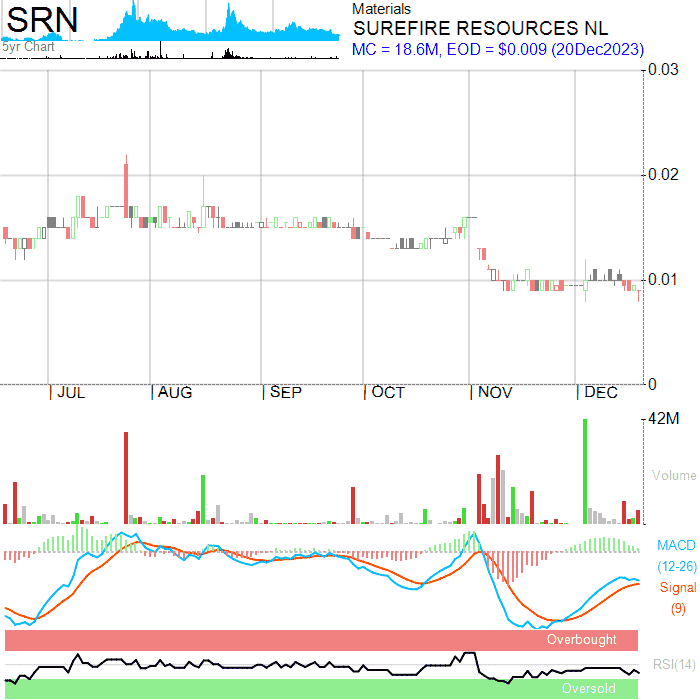 SRN
5yr Chart
Materials
SUREFIRE RESOURCES NL
MC = 18.6M, EOD = $0.009 (20Dec2023)
0.03
0.02
0.01
0
JUL AUG SEP OCT NOV DEC
42M
Volume
MACD
(12-26)
Signal
(9)
Overbought
RSI(14)
Oversold